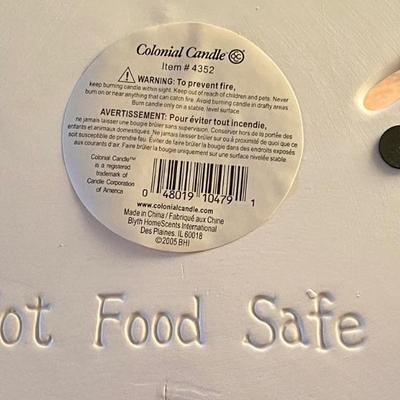 Colonial Candle
Item # 4352
WARNING: To prevent fire,
keep burning candle within sight. Keep out of reach of children and pets. Never
burn on or near anything that can catch fire. Avoid burning candle in drafty areas.
Burn candle only on a stable, level surface.
AVERTISSEMENT: Pour éviter tout incendie,
ne jamais laisser une bougie brûler sans supervision. Conserver hors de la portée des
enfants et animaux domestiques. Ne jamais laisser brûler sur ou à proximité de quoi que ce
soit susceptible de prendre feu. Évitez de faire brûler la bougie dans des endroits exposés
aux courants d'air. Faire brûler la bougie uniquement sur une surface nivelée stable.
Colonial Candle™
is a registered
trademark of
Candle Corporation
of America
0 48019 10479 1
www.colonialcandle.com
Made in China / Fabriqué aux Chine
Blyth HomeScents International
Des Plaines, IL 60018
©2005 BHI
ot Food Safe